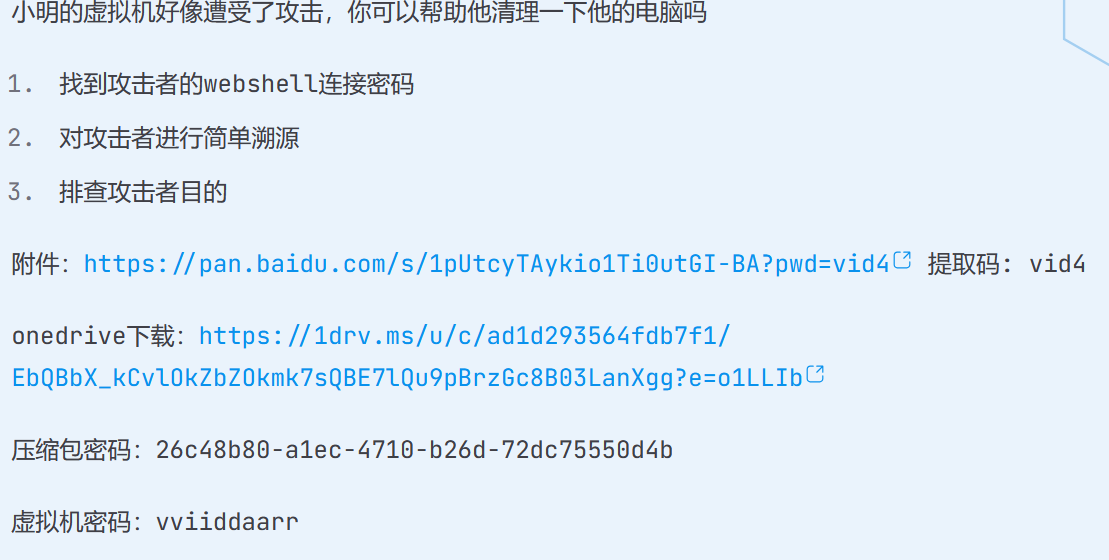 小明的虚拟机好像遭受了攻击，你可以帮助他清理一下他的电脑吗
1. 找到攻击者的webshell连接密码
2. 对攻击者进行简单溯源
3. 排查攻击者目的
附件：https://pan.baidu.com/s/1pUtcyTAykio1Ti0utGI-BA?pwd=vid4 提取码: vid4
onedrive下载：https://1drv.ms/u/c/ad1d293564fdb7f1/
EbQBbX_kCvlOkZbZOkmk7sQBE7lQu9pBrzGc8B03LanXgg?e=o1LLIb
压缩包密码：26c48b80-a1ec-4710-b26d-72dc75550d4b
虚拟机密码：vviiddaarr